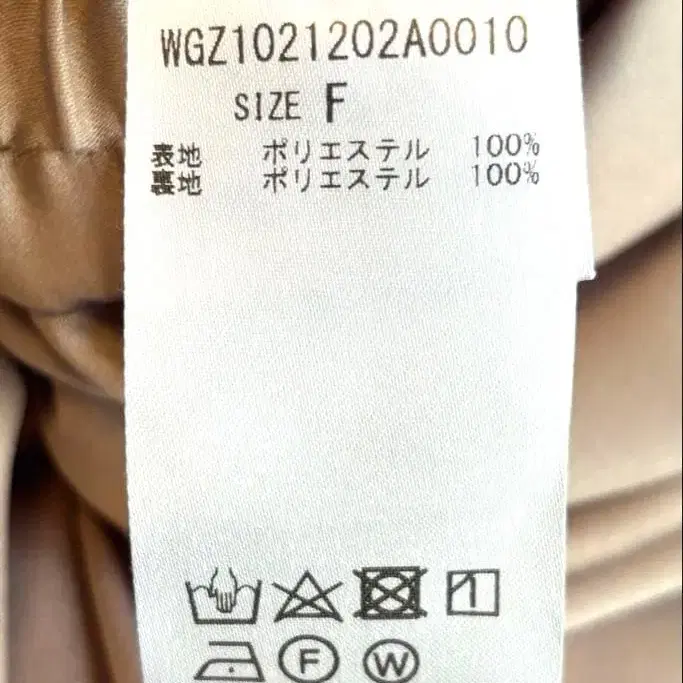 WGZ1021202A0010
SIZE F
表地 ポリエステル 100%
裏地 ポリエステル 100%
F W